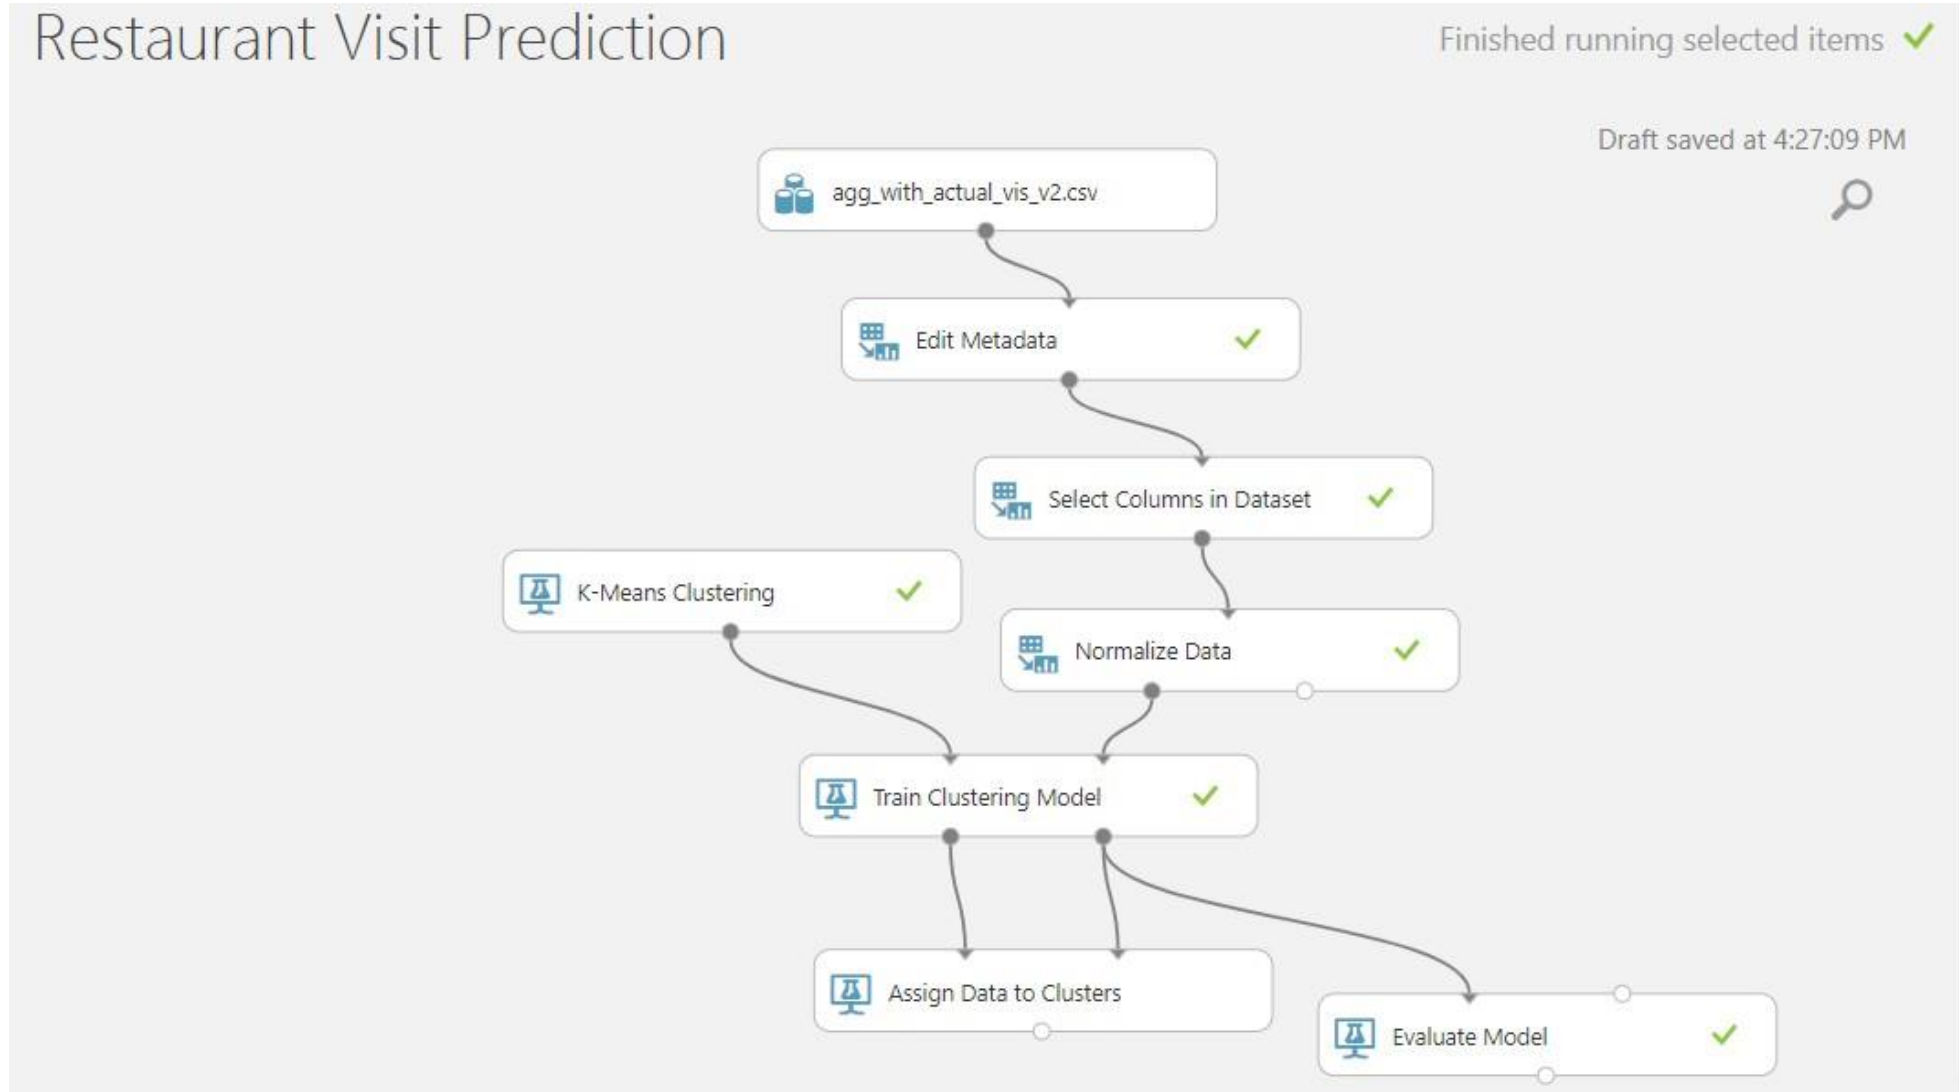 Restaurant Visit Prediction
Finished running selected items
Draft saved at 4:27:09 PM
agg_with_actual_vis_v2.csv
Edit Metadata
Select Columns in Dataset
K-Means Clustering
Normalize Data
Train Clustering Model
Assign Data to Clusters
Evaluate Model